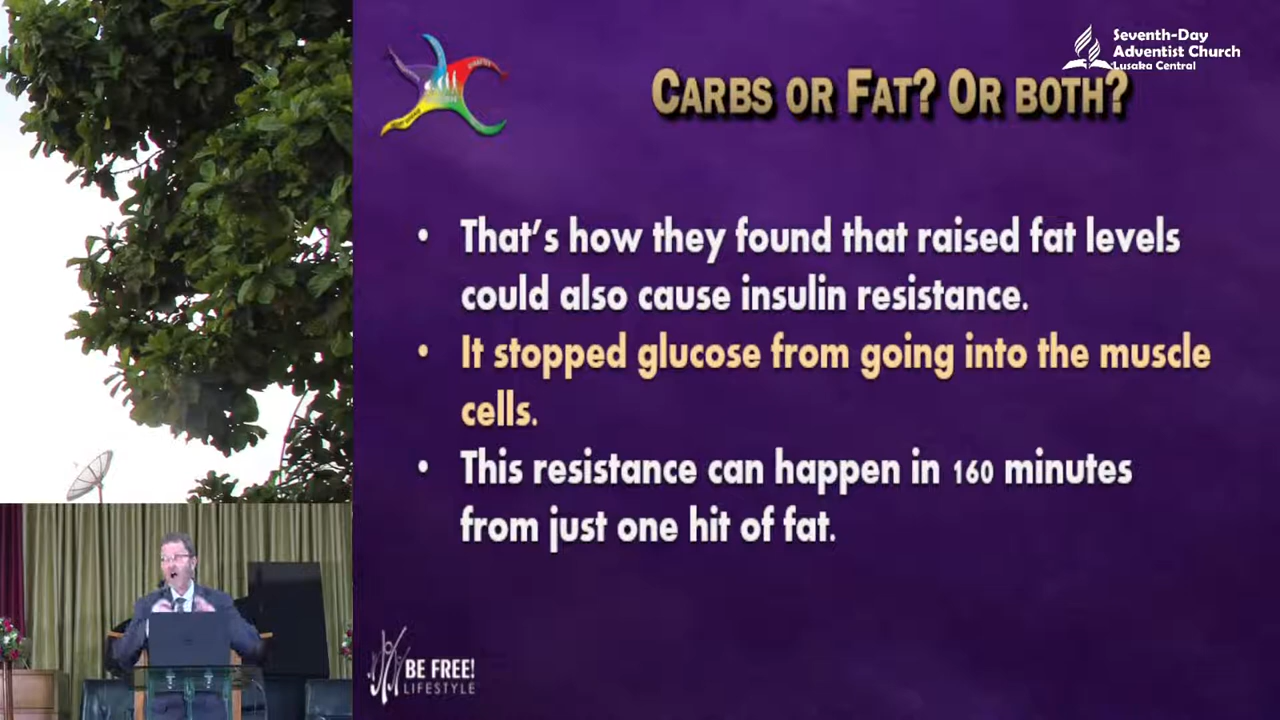 Seventh-Day
Adventist Church
Lusaka Central
CARBS OR FAT? OR BOTH?
• That's how they found that raised fat levels
could also cause insulin resistance.
• It stopped glucose from going into the muscle
cells.
• This resistance can happen in 160 minutes
from just one hit of fat.
BE FREE!
LIFESTYLE